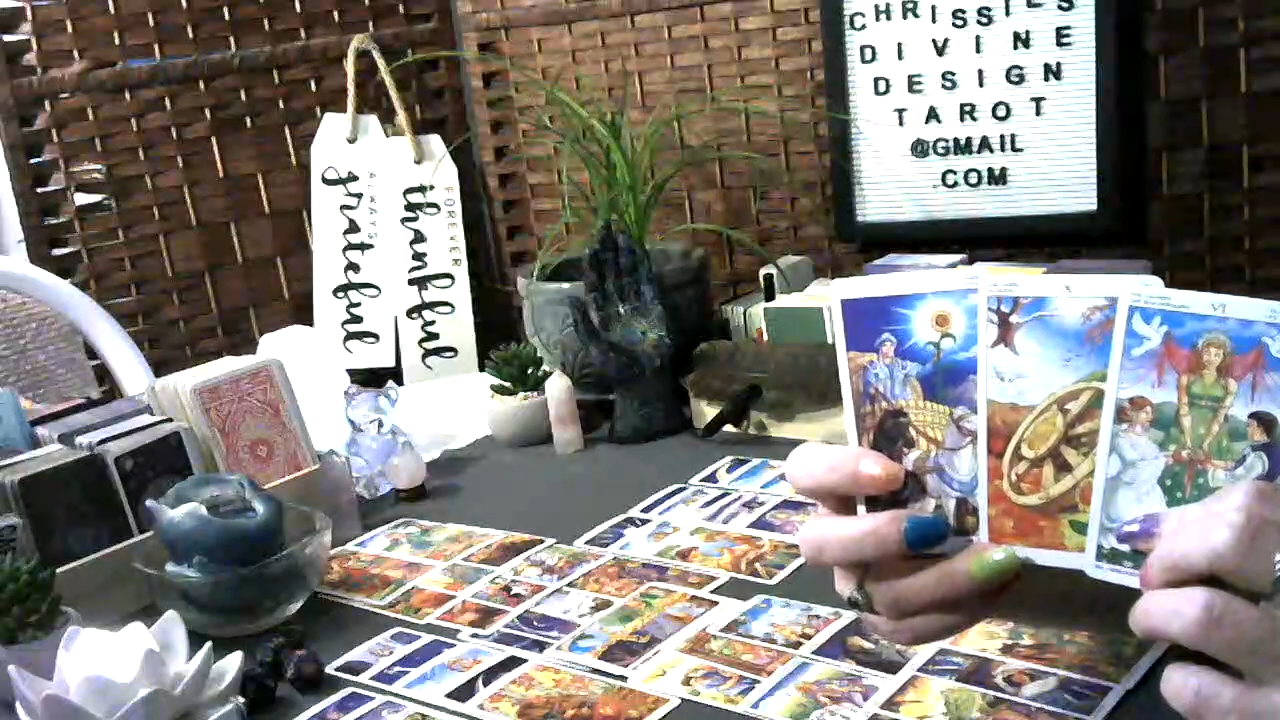 CHRISSIES
DIVINE
DESIGN
TAROT
@GMAIL
.COM
ALWAYS
grateful
FOREVER
thankful
X
VI